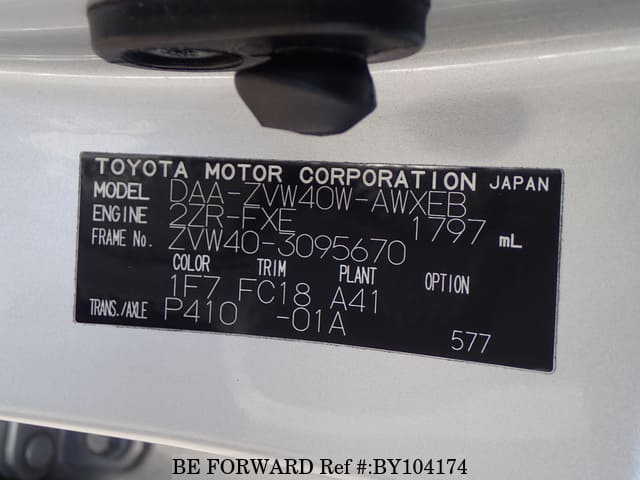 TOYOTA MOTOR CORPORATION JAPAN
MODEL DAA-ZVW40W-AWXEB
ENGINE 2ZR-FXE 1797 mL
FRAME No. ZVW40-3095670
COLOR TRIM PLANT OPTION
1F7 FC18 A41
TRANS./AXLE P410 -01A
577
BE FORWARD Ref #:BY104174